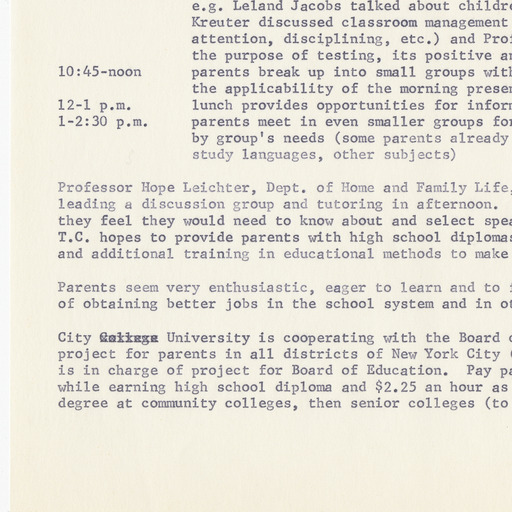 e.g. Leland Jacobs talked about childre
Kreuter discussed classroom management
attention, disciplining, etc.) and Prof
the purpose of testing, its positive an
10:45-noon parents break up into small groups with
the applicability of the morning presen
12-1 p.m. lunch provides opportunities for infor
1-2:30 p.m. parents meet in even smaller groups for
by group's needs (some parents already
study languages, other subjects)
Professor Hope Leichter, Dept. of Home and Family Life,
leading a discussion group and tutoring in afternoon.
they feel they would need to know about and select spea
T.C. hopes to provide parents with high school diplomas
and additional training in educational methods to make
Parents seem very enthusiastic, eager to learn and to i
of obtaining better jobs in the school system and in ot
City College University is cooperating with the Board o
project for parents in all districts of New York City (
is in charge of project for Board of Education. Pay pa
while earning high school diploma and $2.25 an hour as
degree at community colleges, then senior colleges (to